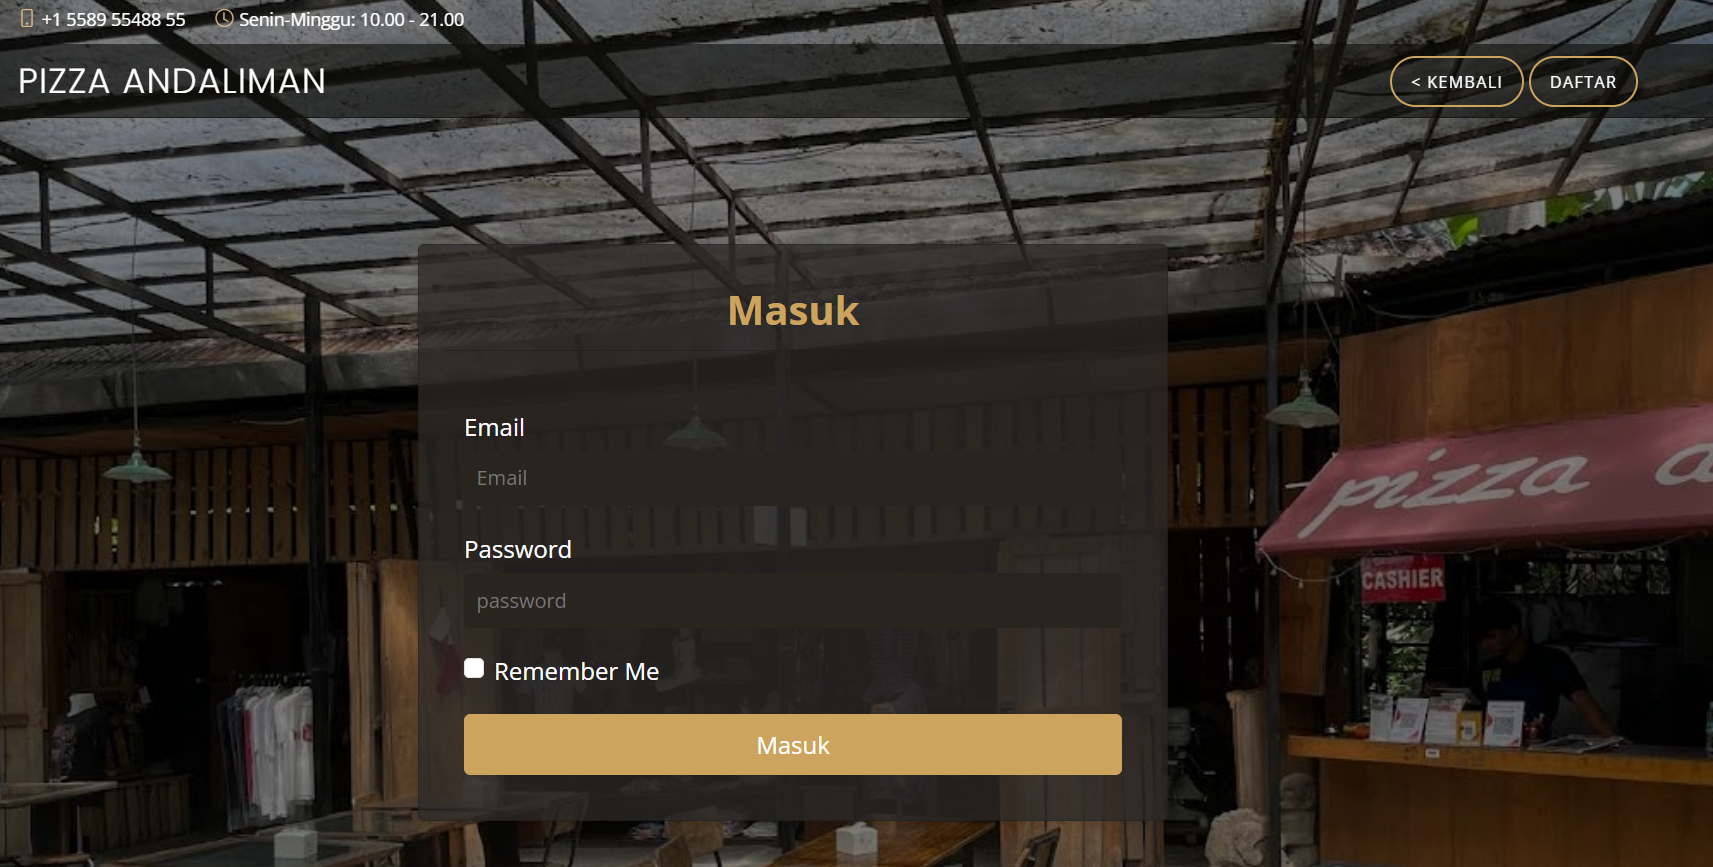 +1 5589 55488 55
Senin-Minggu: 10.00 - 21.00
PIZZA ANDALIMAN
< KEMBALI
DAFTAR
Masuk
Email
Email
Password
password
Remember Me
Masuk
pizza a
CASHIER